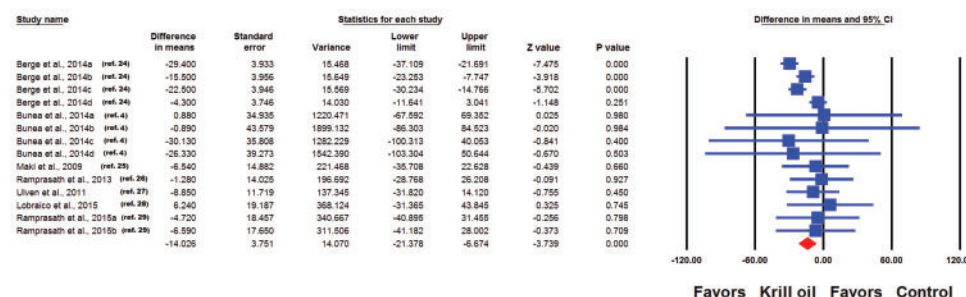 Study name Statistics for each study Difference in means and 95% CI
Difference in means Standard error Variance Lower limit Upper limit Z value P value
Berge et al., 2014a (ref. 24) -29.400 3.933 15.468 -37.109 -21.691 -7.475 0.000
Berge et al., 2014b (ref. 24) -15.500 3.956 15.649 -23.253 -7.747 -3.918 0.000
Berge et al., 2014c (ref. 24) -22.500 3.946 15.569 -30.234 -14.766 -5.702 0.000
Berge et al., 2014d (ref. 24) -4.300 3.746 14.030 -11.641 3.041 -1.148 0.251
Bunea et al., 2014a (ref. 4) 0.880 34.935 1220.471 -67.592 69.352 0.025 0.980
Bunea et al., 2014b (ref. 4) -0.890 43.579 1899.132 -86.303 84.523 -0.020 0.984
Bunea et al., 2014c (ref. 4) -30.130 35.808 1282.229 -100.313 40.053 -0.841 0.400
Bunea et al., 2014d (ref. 4) -26.330 39.273 1542.390 -103.304 50.644 -0.670 0.503
Maki et al., 2009 (ref. 25) -6.540 14.882 221.468 -35.708 22.628 -0.439 0.660
Ramprasath et al., 2013 (ref. 26) -1.280 14.025 196.692 -28.768 26.208 -0.091 0.927
Ulven et al., 2011 (ref. 27) -8.850 11.719 137.345 -31.820 14.120 -0.755 0.450
Lobraico et al., 2015 (ref. 28) 6.240 19.187 368.124 -31.365 43.845 0.325 0.745
Ramprasath et al., 2015a (ref. 29) -4.720 18.457 340.667 -40.895 31.455 -0.256 0.798
Ramprasath et al., 2015b (ref. 29) -6.590 17.650 311.506 -41.182 28.002 -0.373 0.709
-14.026 3.751 14.070 -21.378 -6.674 -3.739 0.000
-120.00 -60.00 0.00 60.00 120.00
Favors Krill oil Favors Control